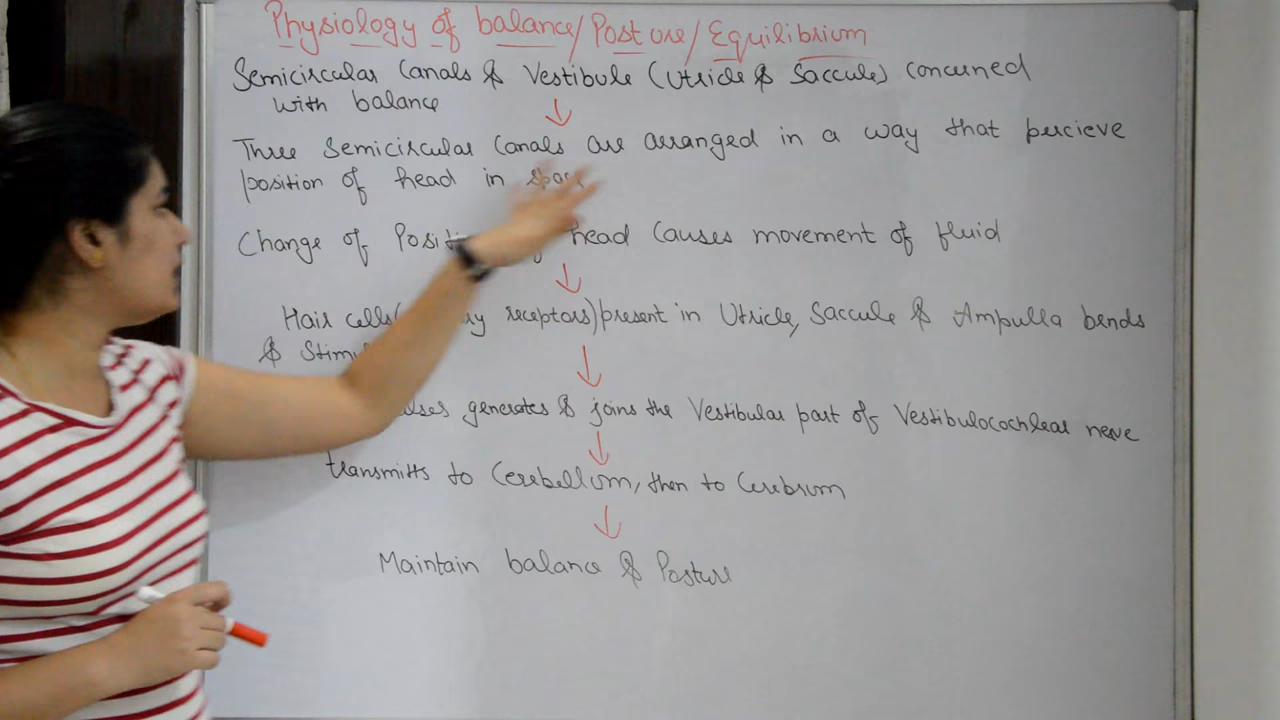 Physiology of balance/Posture/Equilibrium
Semicircular Canals & Vestibule (Utricle & Saccule) concerned
with balance
Three Semicircular Canals are arranged in a way that percieve
position of head in
Change of head causes movement of fluid
Hair cells( receptors) present in Utricle, Saccule & Ampulla bends
&
generates & joins the Vestibular part of Vestibulocochlear nerve
transmitts to Cerebellum, then to Cerebrum
Maintain balance & Posture